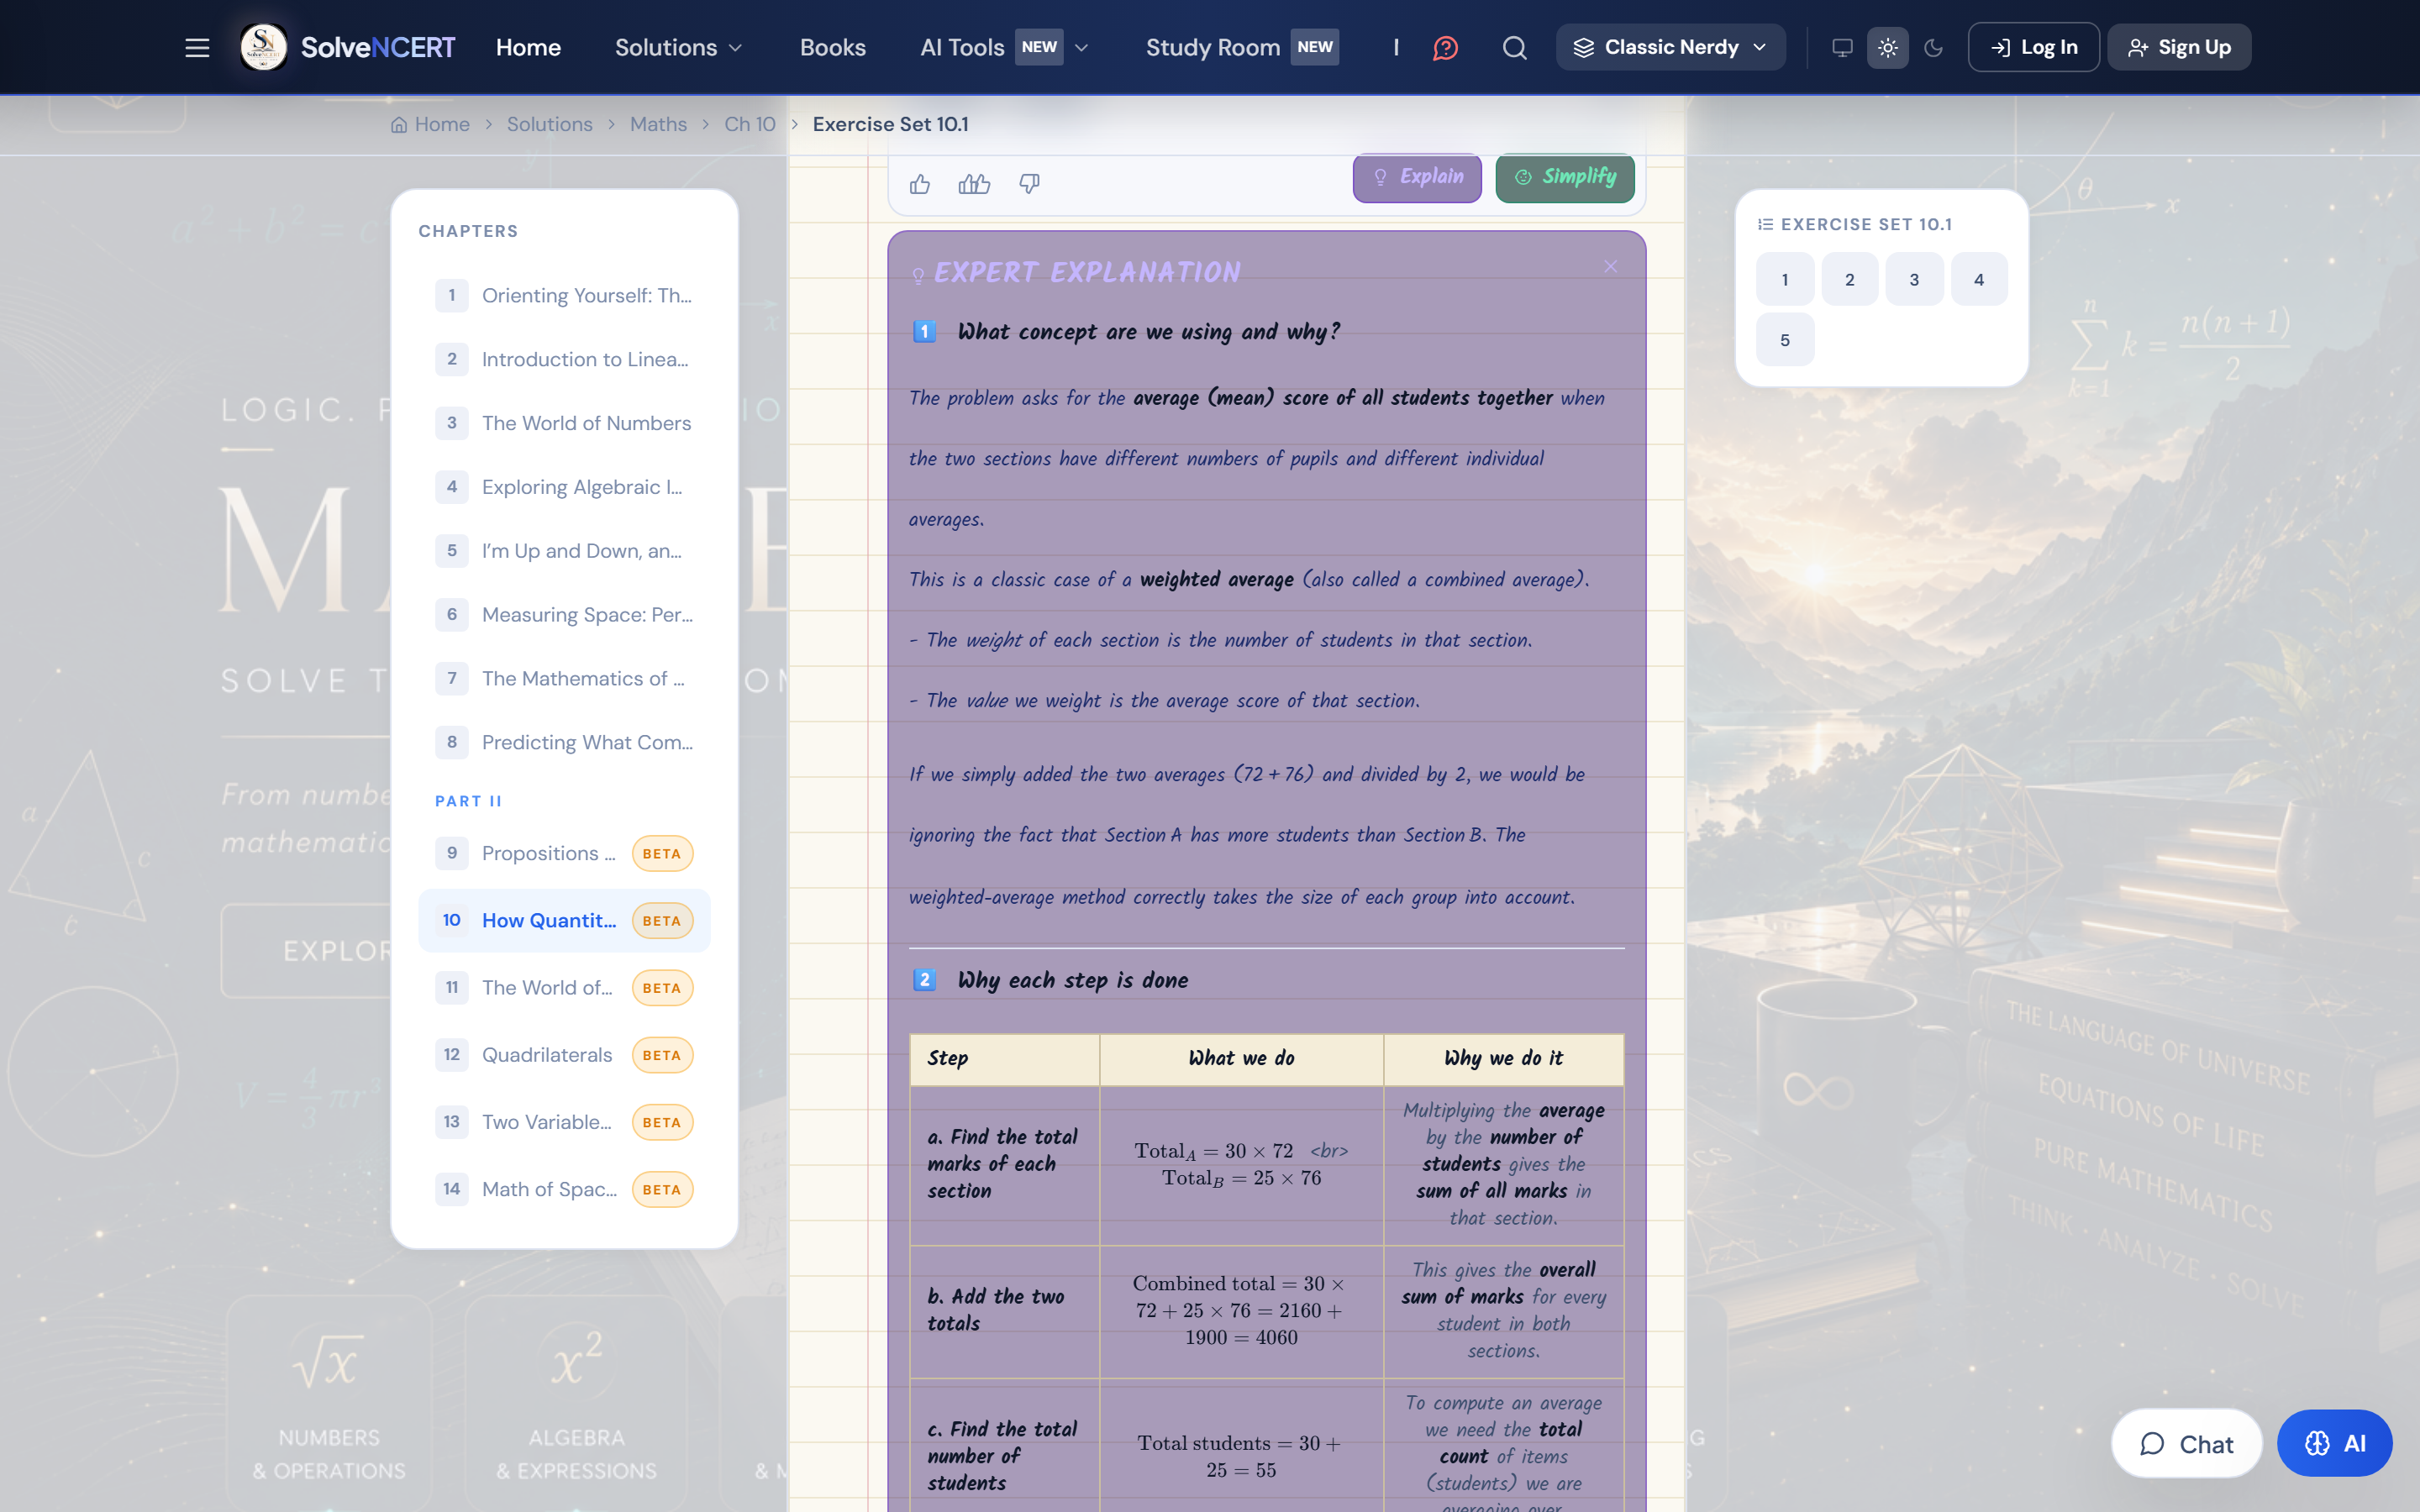 SolveNCERT
Home
Solutions
Books
AI Tools NEW
Study Room NEW
Classic Nerdy
Log In
Sign Up
Home > Solutions > Maths > Ch 10 > Exercise Set 10.1
CHAPTERS
1 Orienting Yourself: Th...
2 Introduction to Linea...
3 The World of Numbers
4 Exploring Algebraic I...
5 I'm Up and Down, an...
6 Measuring Space: Per...
7 The Mathematics of ...
8 Predicting What Com...
PART II
9 Propositions ... BETA
10 How Quantit... BETA
11 The World of... BETA
12 Quadrilaterals BETA
13 Two Variable... BETA
14 Math of Spac... BETA
Explain
Simplify
EXPERT EXPLANATION
1 What concept are we using and why?
The problem asks for the average (mean) score of all students together when
the two sections have different numbers of pupils and different individual
averages.
This is a classic case of a weighted average (also called a combined average).
- The weight of each section is the number of students in that section.
- The value we weight is the average score of that section.
If we simply added the two averages (72 + 76) and divided by 2, we would be
ignoring the fact that Section A has more students than Section B. The
weighted-average method correctly takes the size of each group into account.
2 Why each step is done
Step What we do Why we do it
a. Find the total
marks of each
section
Total_A = 30 × 72 <br>
Total_B = 25 × 76
Multiplying the average
by the number of
students gives the
sum of all marks in
that section.
b. Add the two
totals
Combined total = 30 ×
72 + 25 × 76 = 2160 +
1900 = 4060
This gives the overall
sum of marks for every
student in both
sections.
c. Find the total
number of
students
Total students = 30 +
25 = 55
To compute an average
we need the total
count of items
(students) we are
averaging over
EXERCISE SET 10.1
1 2 3 4
5
a² + b² = c
LOGIC.
SOLVE
From numbe
mathematic
EXPLOR
a
c
c
V = 4/3 πr³
√x
NUMBERS
& OPERATIONS
x²
ALGEBRA
& EXPRESSIONS
θ
x
n
∑ k = n(n + 1)/2
k=1
∞
THE LANGUAGE OF UNIVERSE
EQUATIONS OF LIFE
PURE MATHEMATICS
THINK • ANALYZE • SOLVE
Chat
AI